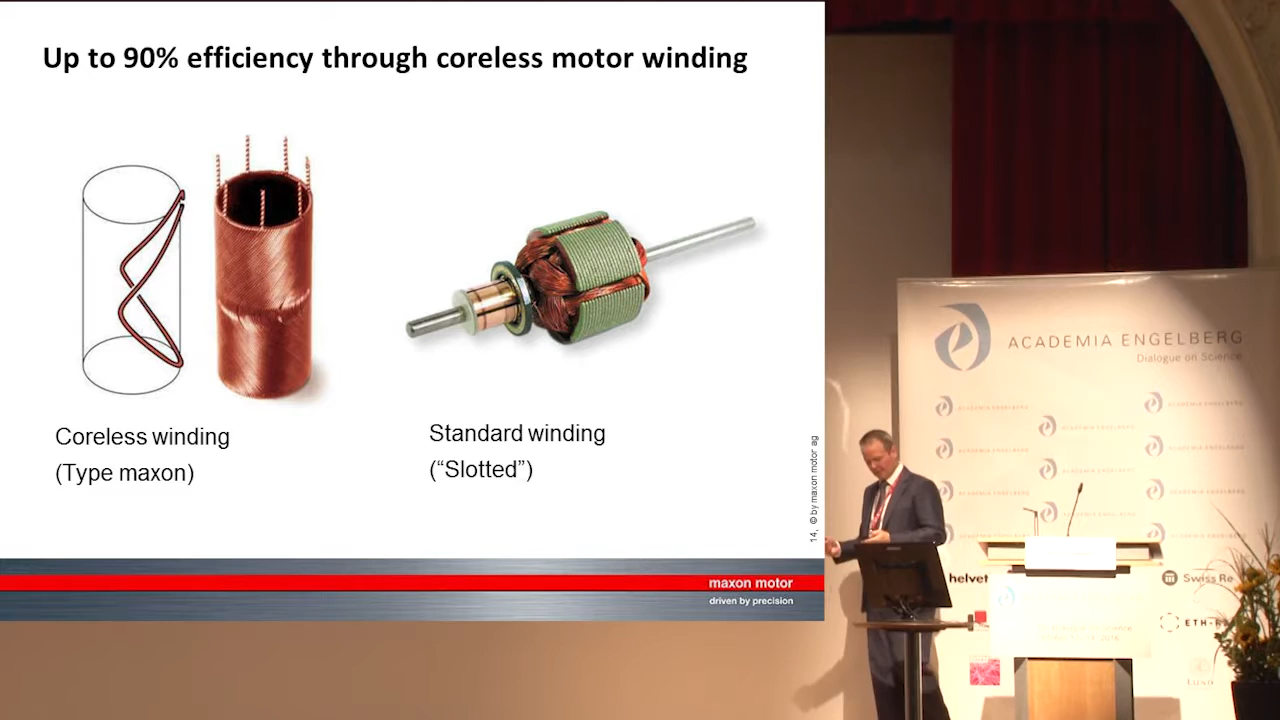 Up to 90% efficiency through coreless motor winding
Coreless winding
(Type maxon)
Standard winding
(“Slotted”)
14, © by maxon motor ag
maxon motor
driven by precision
ACADEMIA ENGELBERG
Dialogue on Science
helvet
Swiss Re
ETH-R